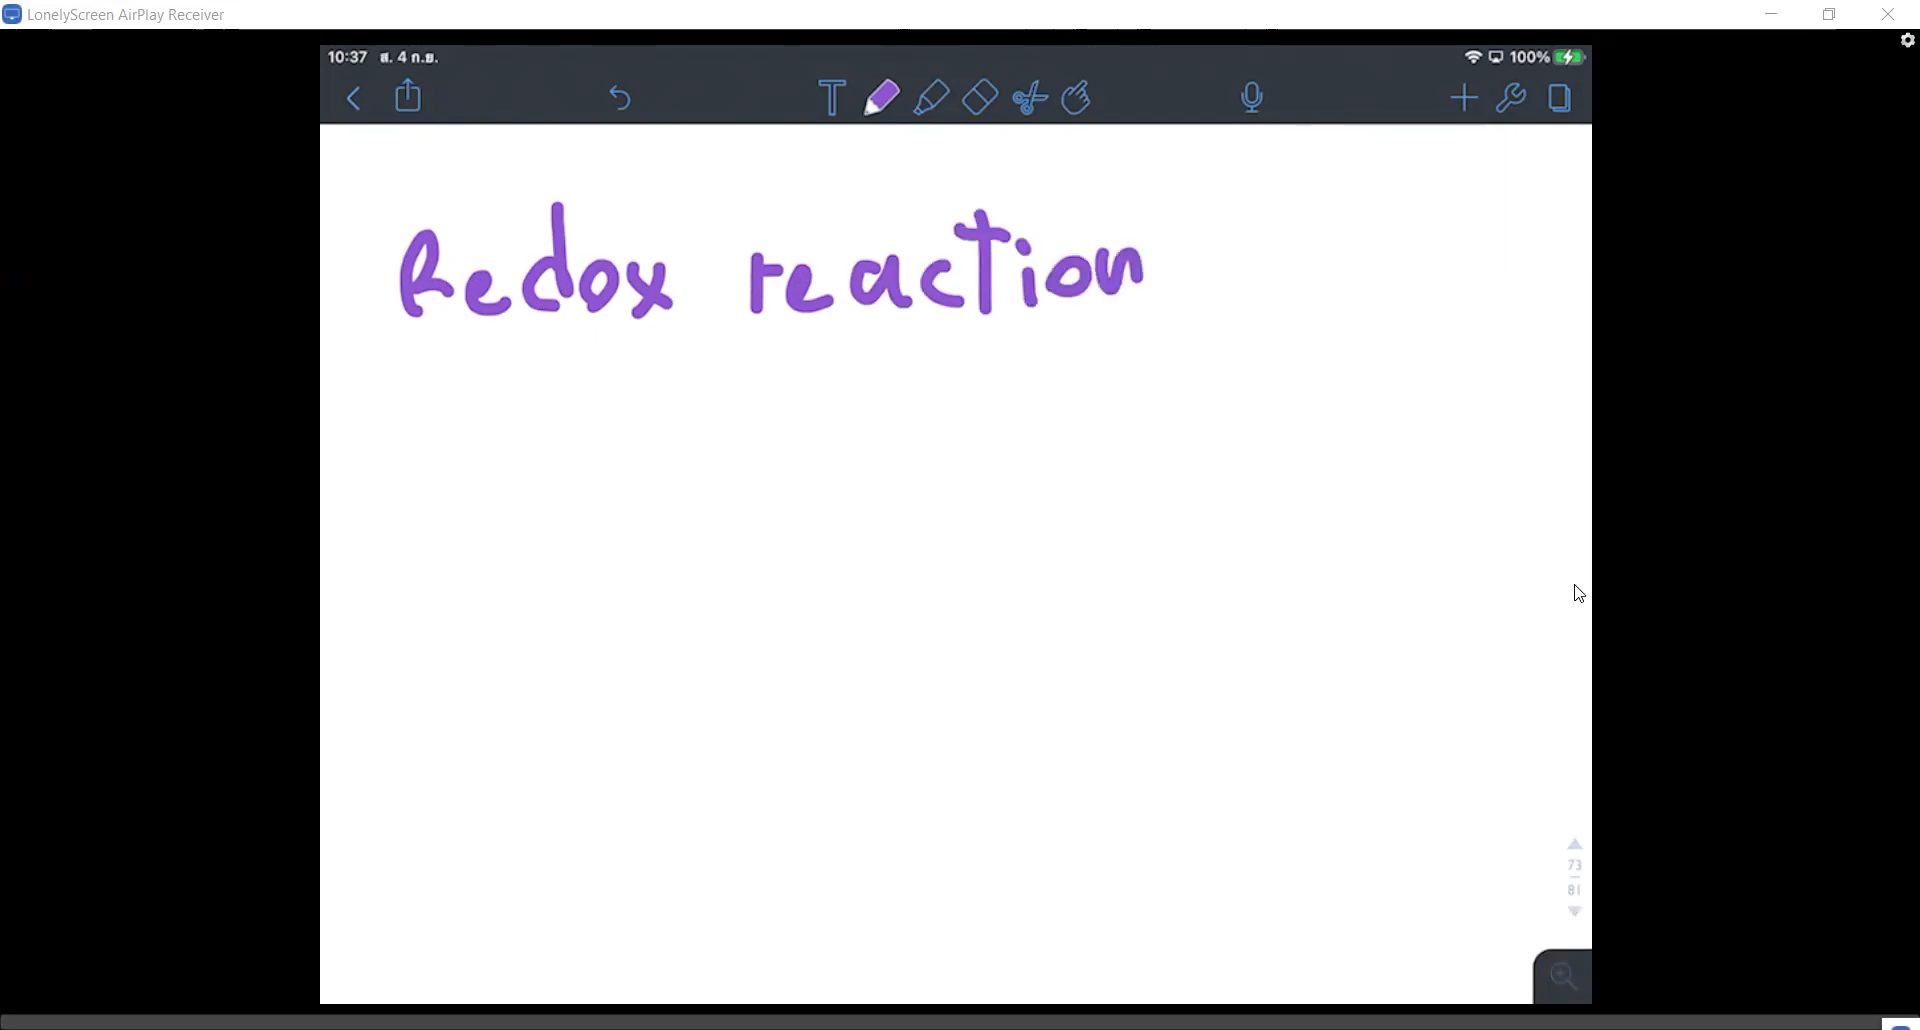 LonelyScreen AirPlay Receiver
10:37 ส. 4 ก.ย. 100%
Redox reaction
73
81